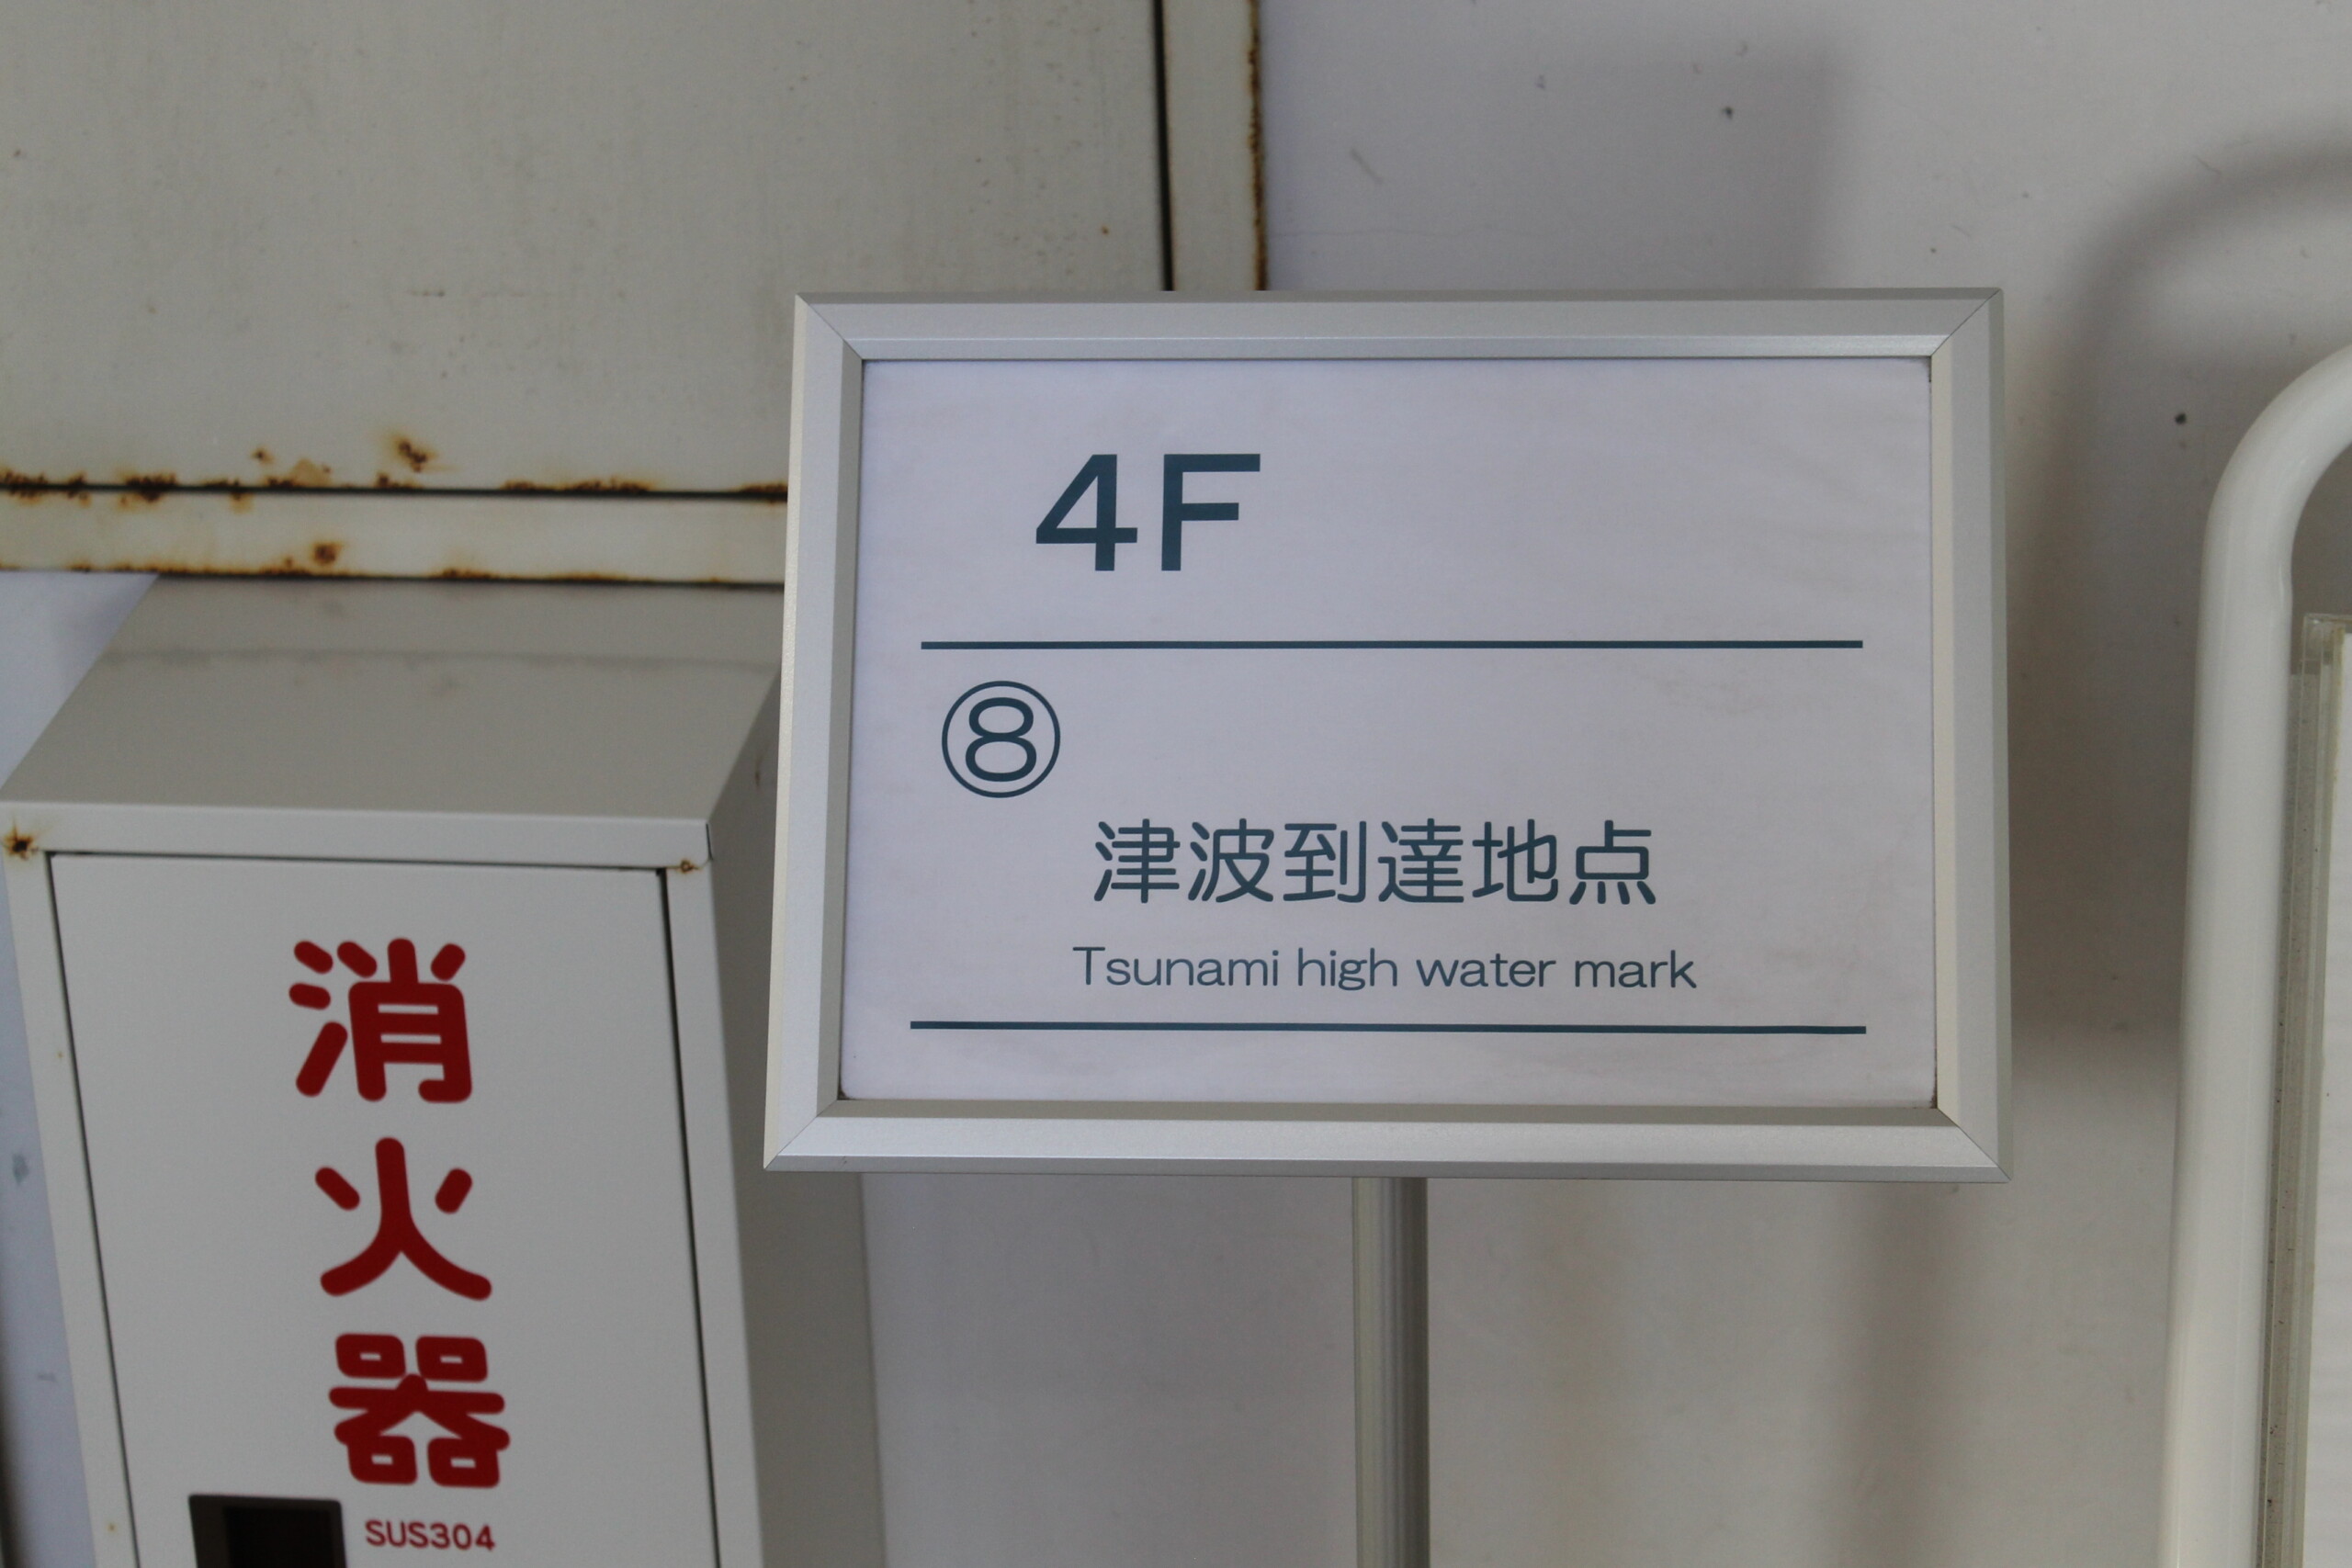 4F
⑧
津波到達地点
Tsunami high water mark
消火器
SUS304